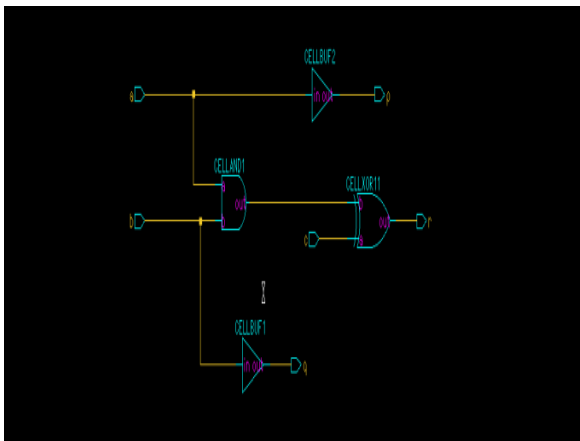 CELLBUF2
a
in out
p
CELLAND1
a
out
b
b
CELLXOR11
b
out
r
c
a
CELLBUF1
in out
q